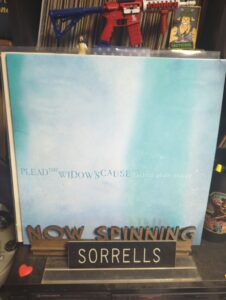 PLEAD THE WIDOW'S CAUSE
NOW SPINNING
SORRELLS